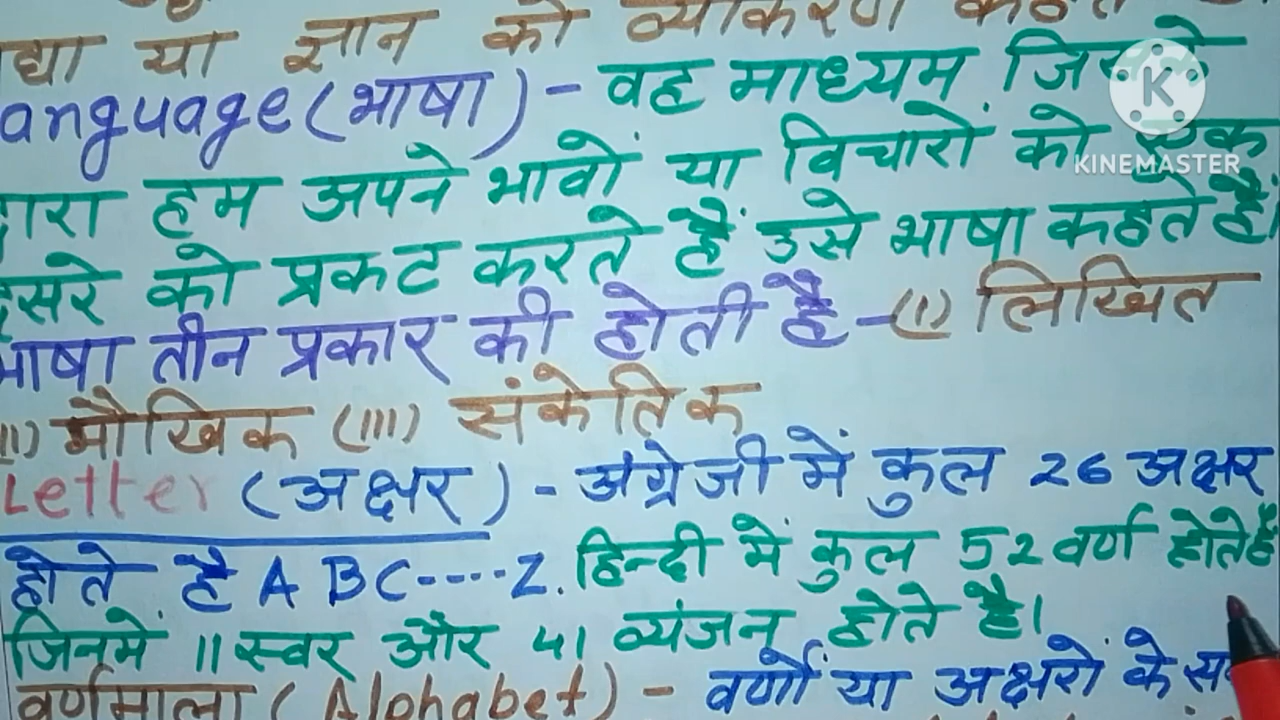 द्या या ज्ञान को व्याकरण कहते
anguage (भाषा) - वह माध्यम जिसके
द्वारा हम अपने भावों या विचारों को एक
दूसरे को प्रकट करते हैं उसे भाषा कहते हैं।
भाषा तीन प्रकार की होती है - (I) लिखित
(II) मौखिक (III) संकेतिक
Letter (अक्षर) - अंग्रेजी में कुल 26 अक्षर
होते है A B C ---- Z. हिन्दी में कुल 52 वर्ण होते हैं
जिनमें 11 स्वर और 41 व्यंजन होते है।
वर्णमाला (Alphabet) - वर्णों या अक्षरों के
K
KINEMASTER